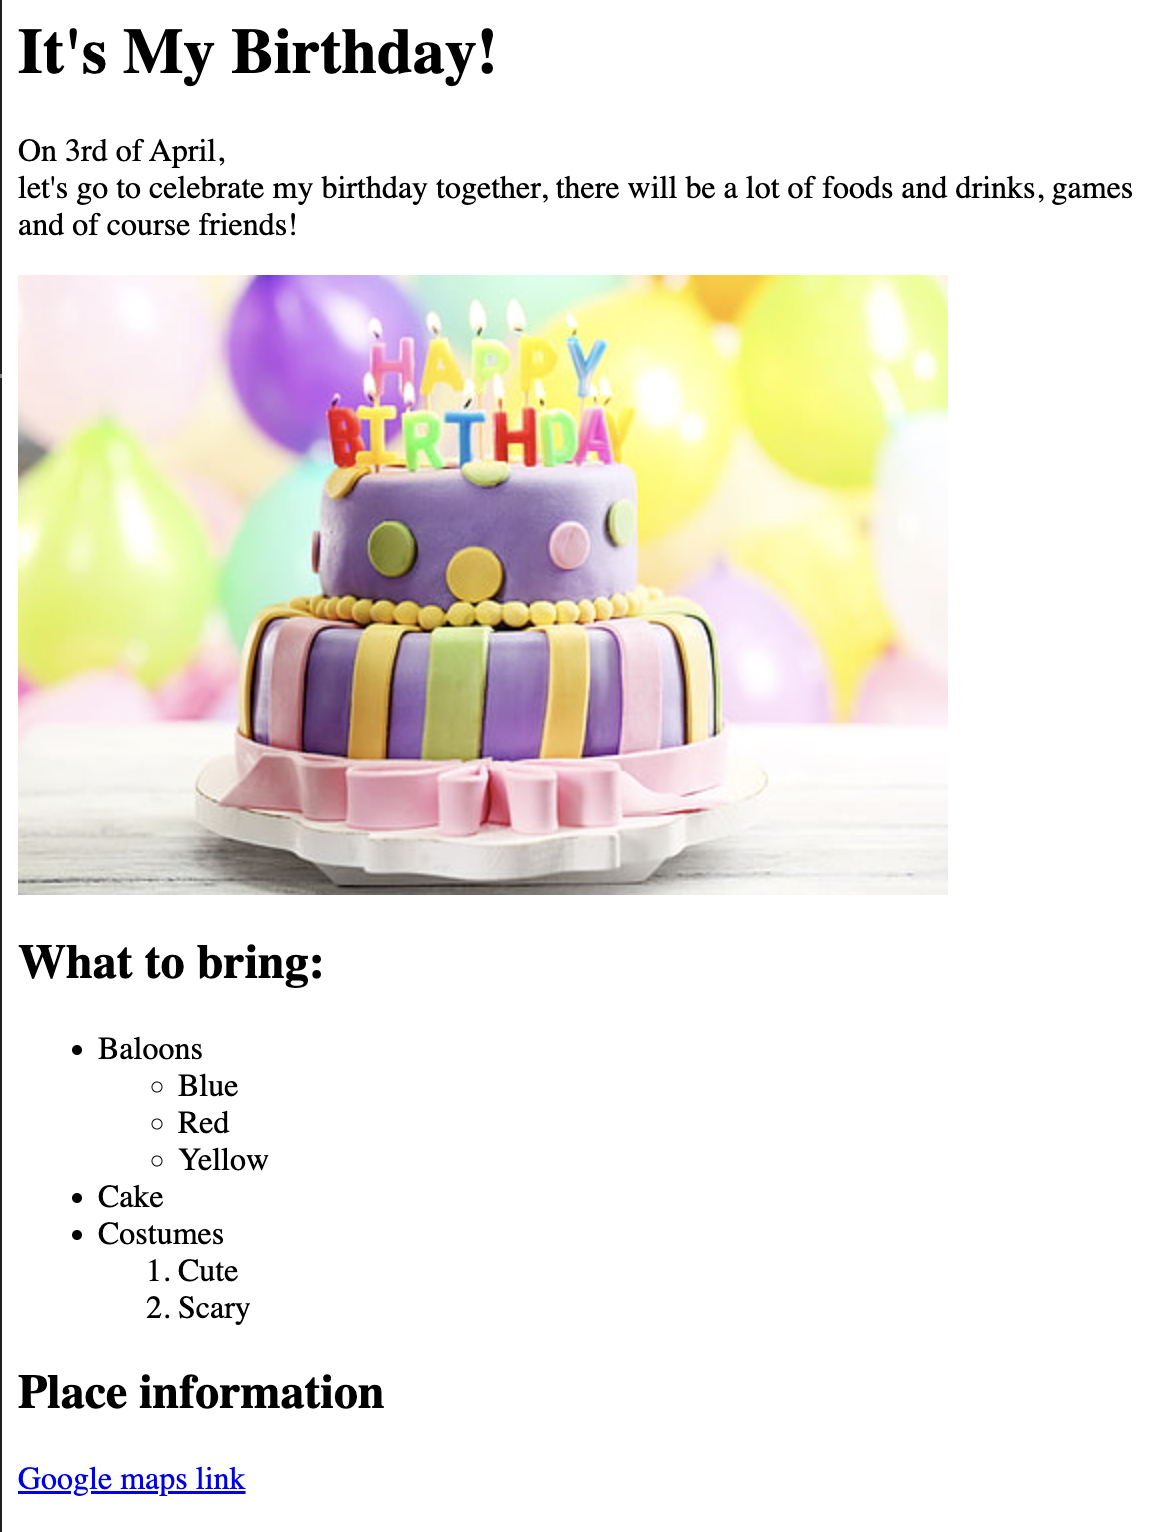 It's My Birthday!
On 3rd of April,
let's go to celebrate my birthday together, there will be a lot of foods and drinks, games
and of course friends!
HAPPY
BIRTHDAY
What to bring:
Baloons
Blue
Red
Yellow
Cake
Costumes
1. Cute
2. Scary
Place information
Google maps link